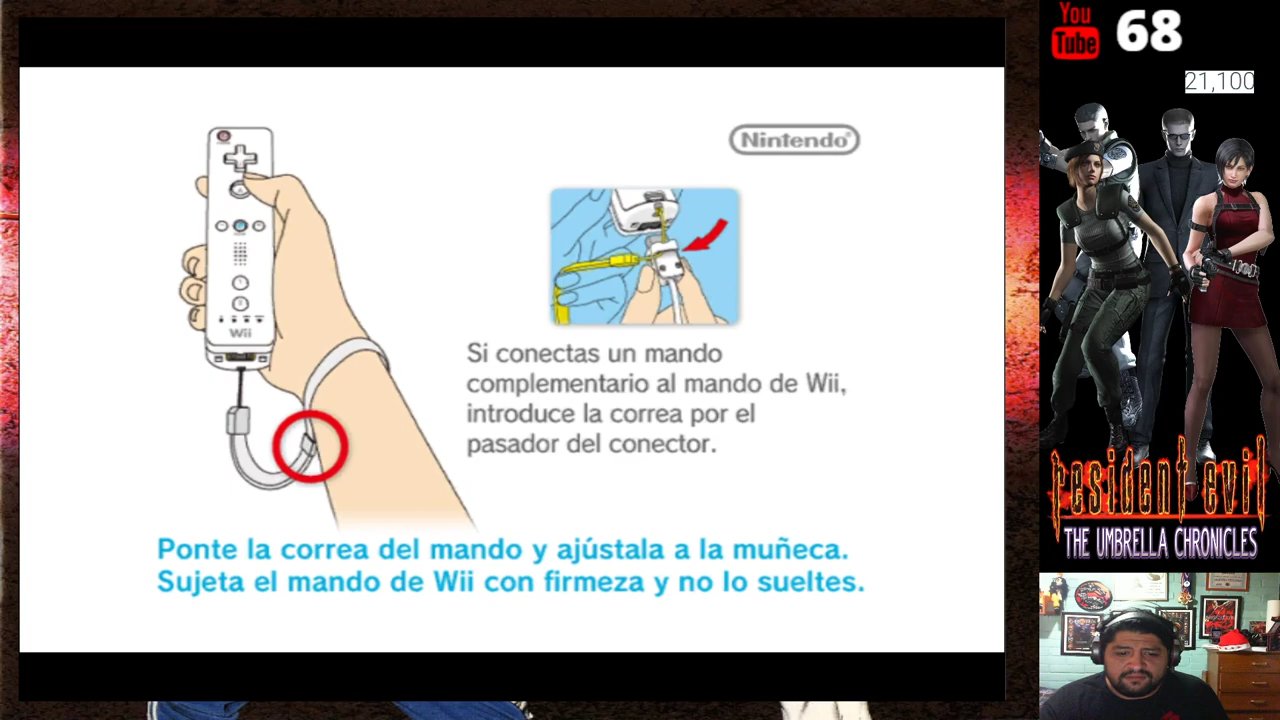 You
Tube
68
21,100
Nintendo®
Wii
Si conectas un mando
complementario al mando de Wii,
introduce la correa por el
pasador del conector.
Ponte la correa del mando y ajústala a la muñeca.
Sujeta el mando de Wii con firmeza y no lo sueltes.
resident evil
THE UMBRELLA CHRONICLES